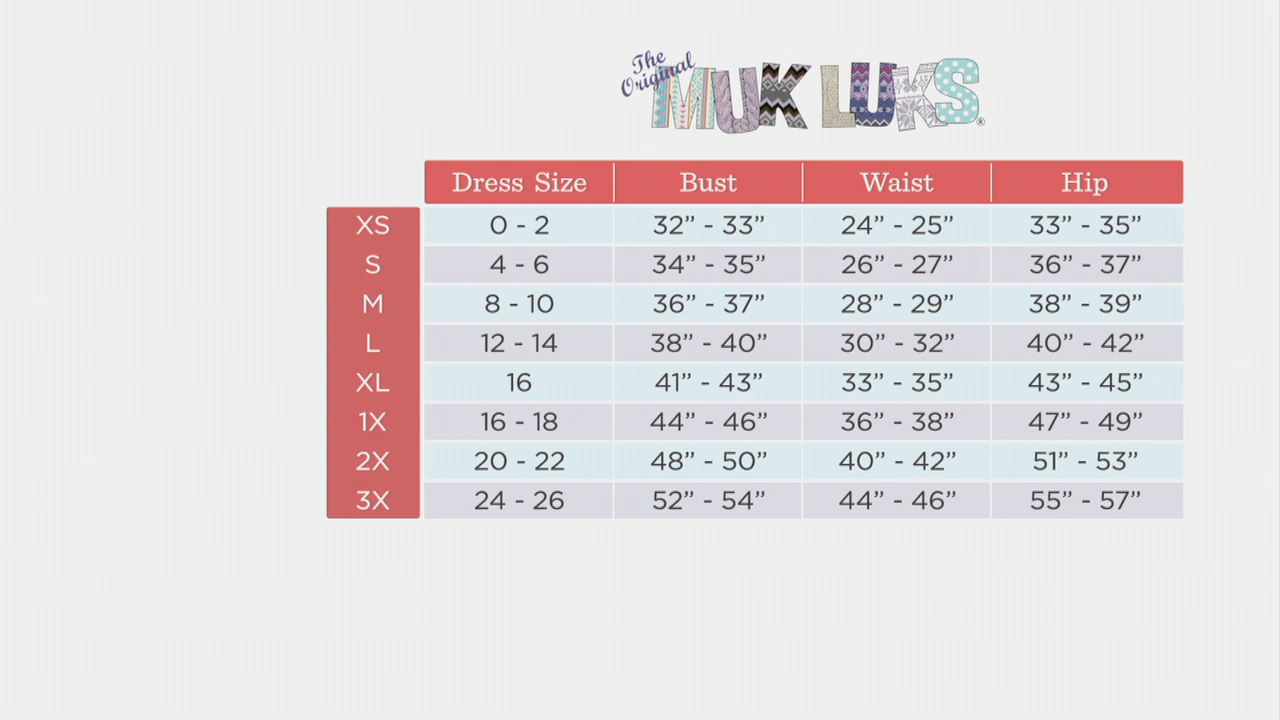 The Original MUK LUKS®
Dress Size Bust Waist Hip
XS 0 - 2 32” - 33” 24” - 25” 33” - 35”
S 4 - 6 34” - 35” 26” - 27” 36” - 37”
M 8 - 10 36” - 37” 28” - 29” 38” - 39”
L 12 - 14 38” - 40” 30” - 32” 40” - 42”
XL 16 41” - 43” 33” - 35” 43” - 45”
1X 16 - 18 44” - 46” 36” - 38” 47” - 49”
2X 20 - 22 48” - 50” 40” - 42” 51” - 53”
3X 24 - 26 52” - 54” 44” - 46” 55” - 57”